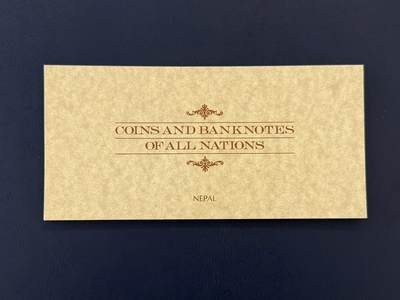 COINS AND BANKNOTES
OF ALL NATIONS
NEPAL